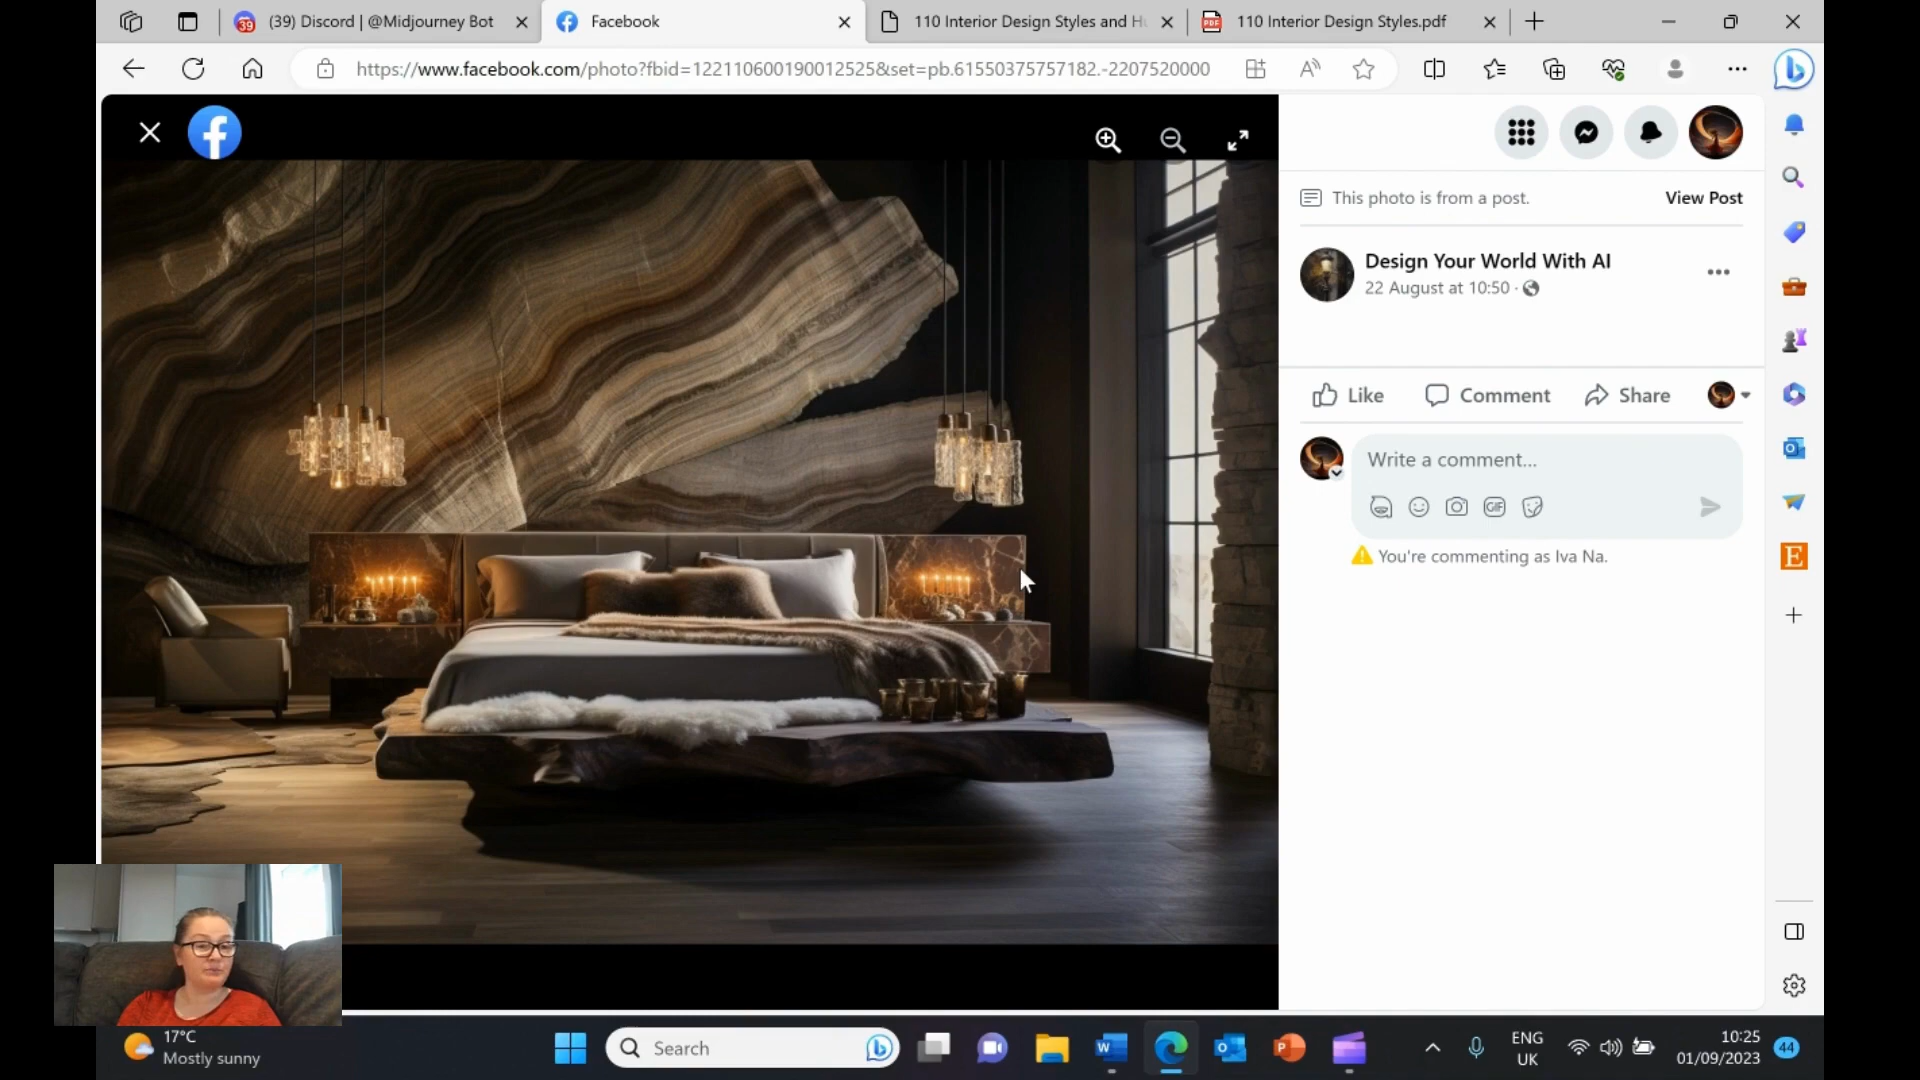 (39) Discord | @Midjourney Bot
Facebook
110 Interior Design Styles and H
110 Interior Design Styles.pdf
https://www.facebook.com/photo?fbid=122110600190012525&set=pb.61550375757182.-2207520000
This photo is from a post.
View Post
Design Your World With AI
22 August at 10:50 ·
Like
Comment
Share
Write a comment...
GIF
You're commenting as Iva Na.
17°C
Mostly sunny
Search
ENG
UK
10:25
01/09/2023
44